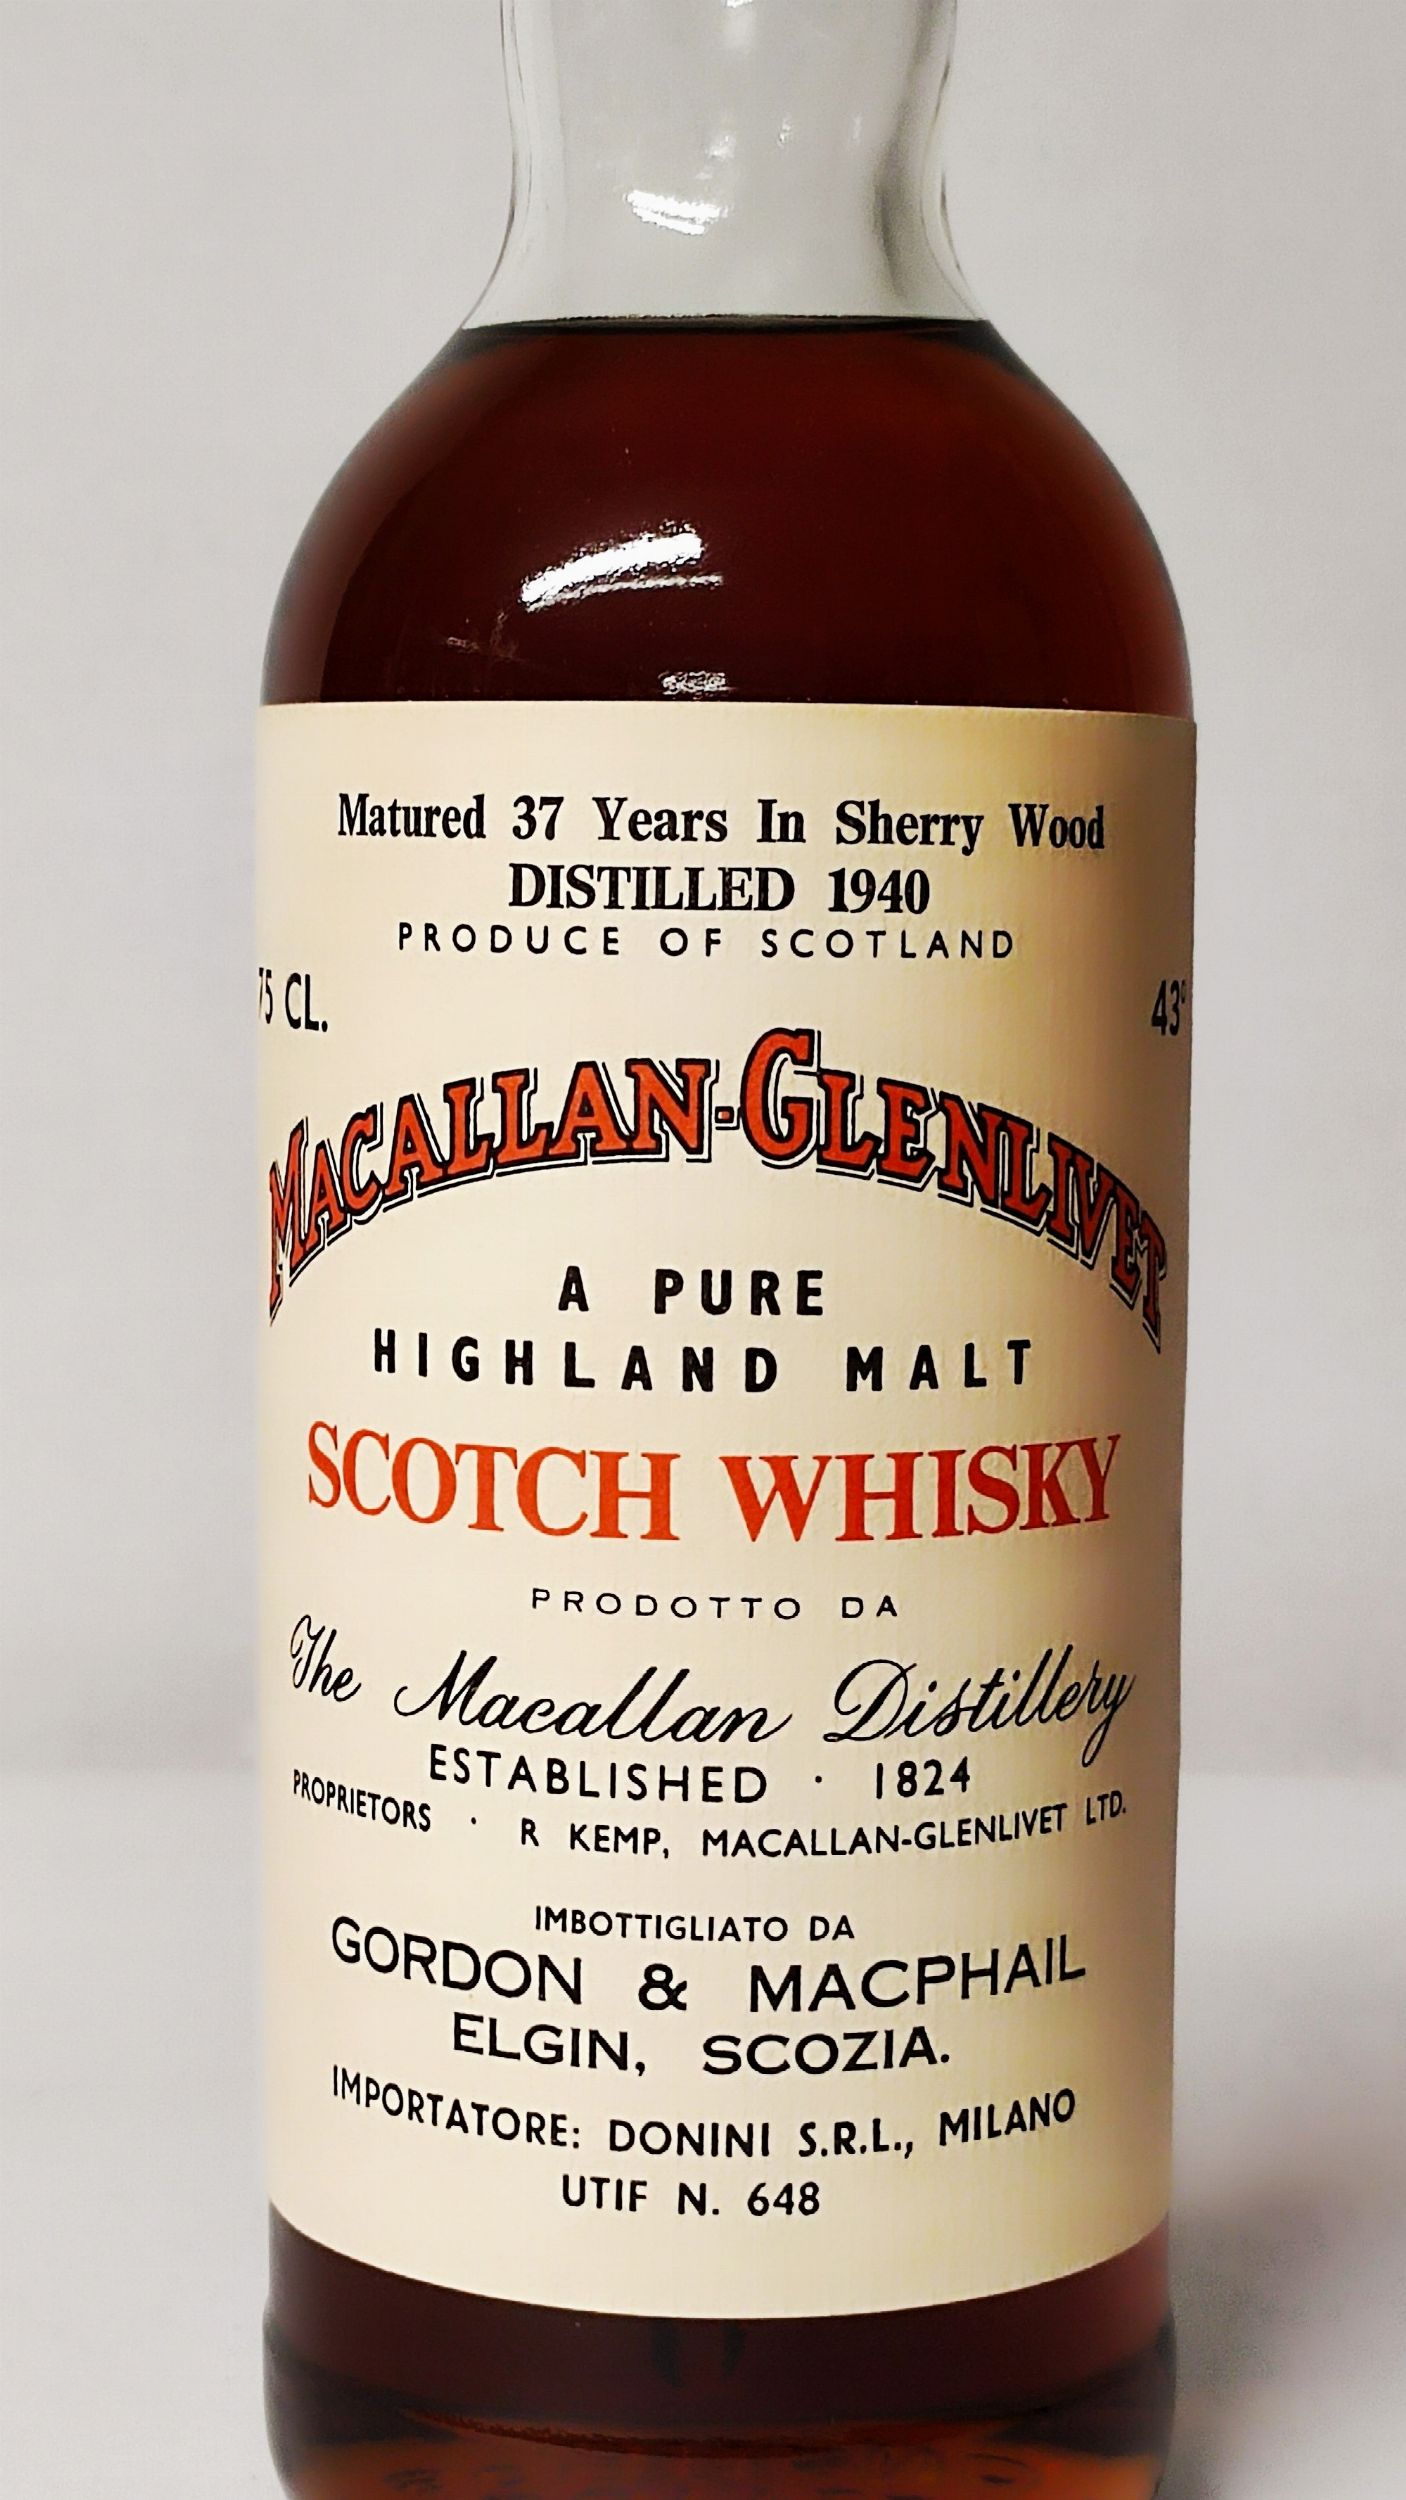 Matured 37 Years In Sherry Wood
DISTILLED 1940
PRODUCE OF SCOTLAND
75 CL. 43°
MACALLAN-GLENLIVET
A PURE
HIGHLAND MALT
SCOTCH WHISKY
PRODOTTO DA
The Macallan Distillery
ESTABLISHED · 1824
PROPRIETORS · R KEMP, MACALLAN-GLENLIVET LTD.
IMBOTTIGLIATO DA
GORDON & MACPHAIL
ELGIN, SCOZIA.
IMPORTATORE: DONINI S.R.L., MILANO
UTIF N. 648